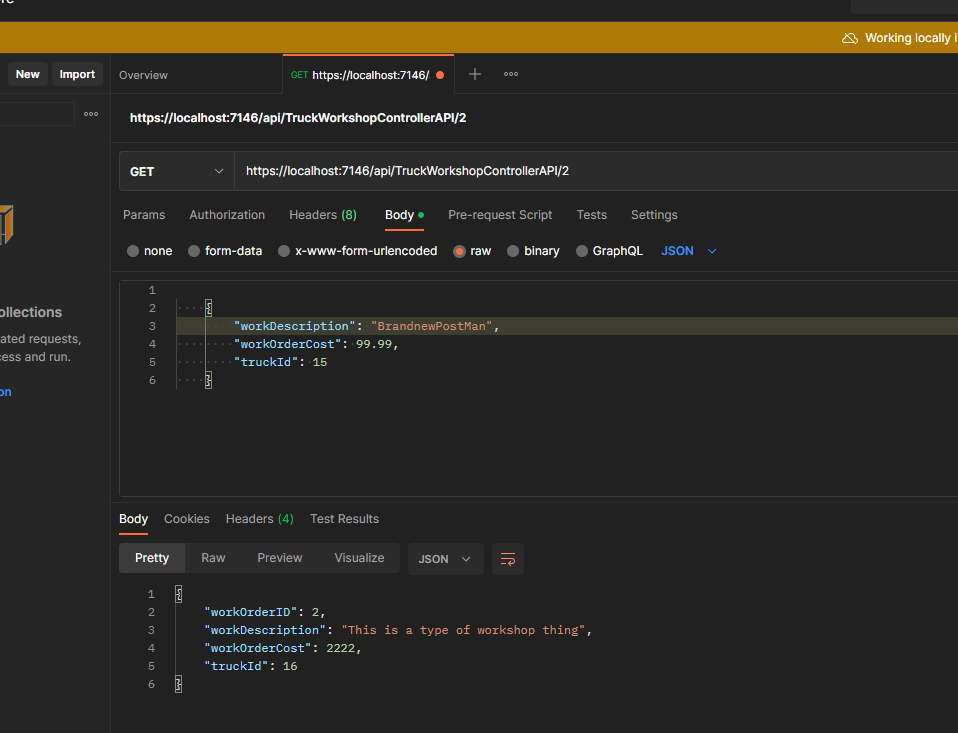 Working locally i
New Import Overview GET https://localhost:7146/
https://localhost:7146/api/TruckWorkshopControllerAPI/2
GET https://localhost:7146/api/TruckWorkshopControllerAPI/2
Params Authorization Headers (8) Body Pre-request Script Tests Settings
none form-data x-www-form-urlencoded raw binary GraphQL JSON
ollections
ated requests,
cess and run.
on
1
2 {
3 "workDescription": "BrandnewPostMan",
4 "workOrderCost": 99.99,
5 "truckId": 15
6 }
Body Cookies Headers (4) Test Results
Pretty Raw Preview Visualize JSON
1 {
2 "workOrderID": 2,
3 "workDescription": "This is a type of workshop thing",
4 "workOrderCost": 2222,
5 "truckId": 16
6 }